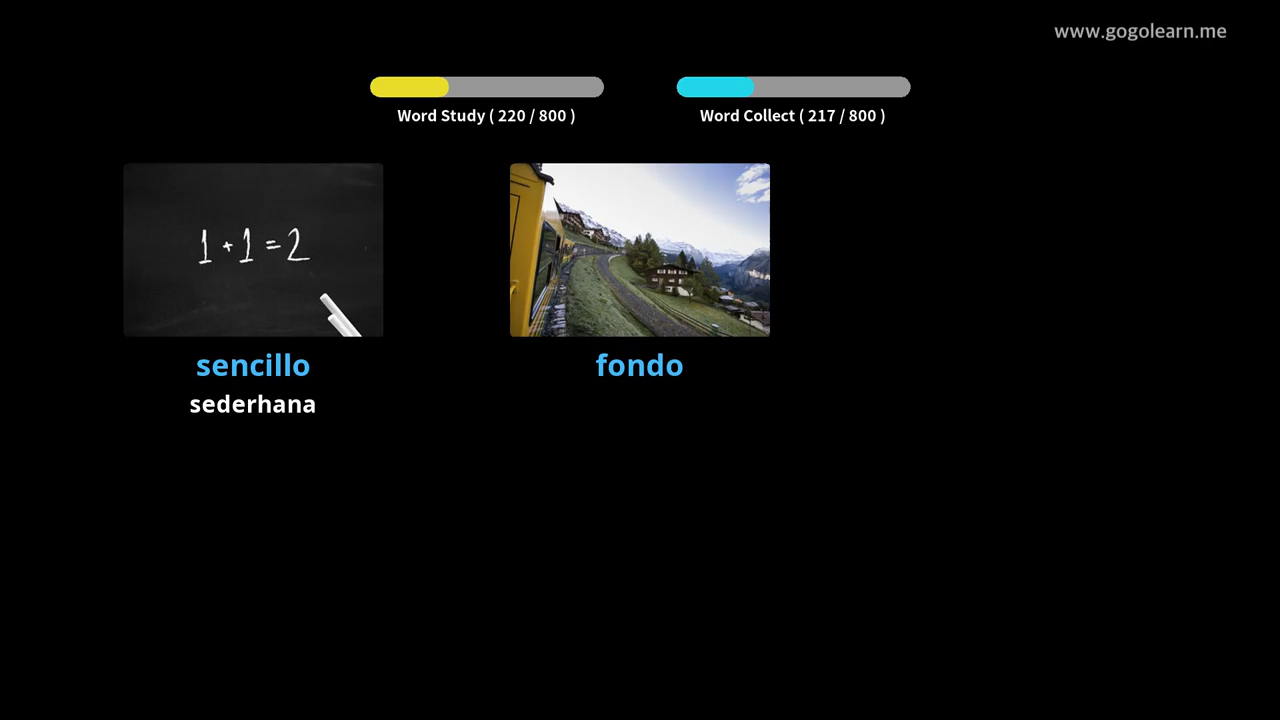 www.gogolearn.me
Word Study ( 220 / 800 )
Word Collect ( 217 / 800 )
1 + 1 = 2
sencillo
fondo
sederhana